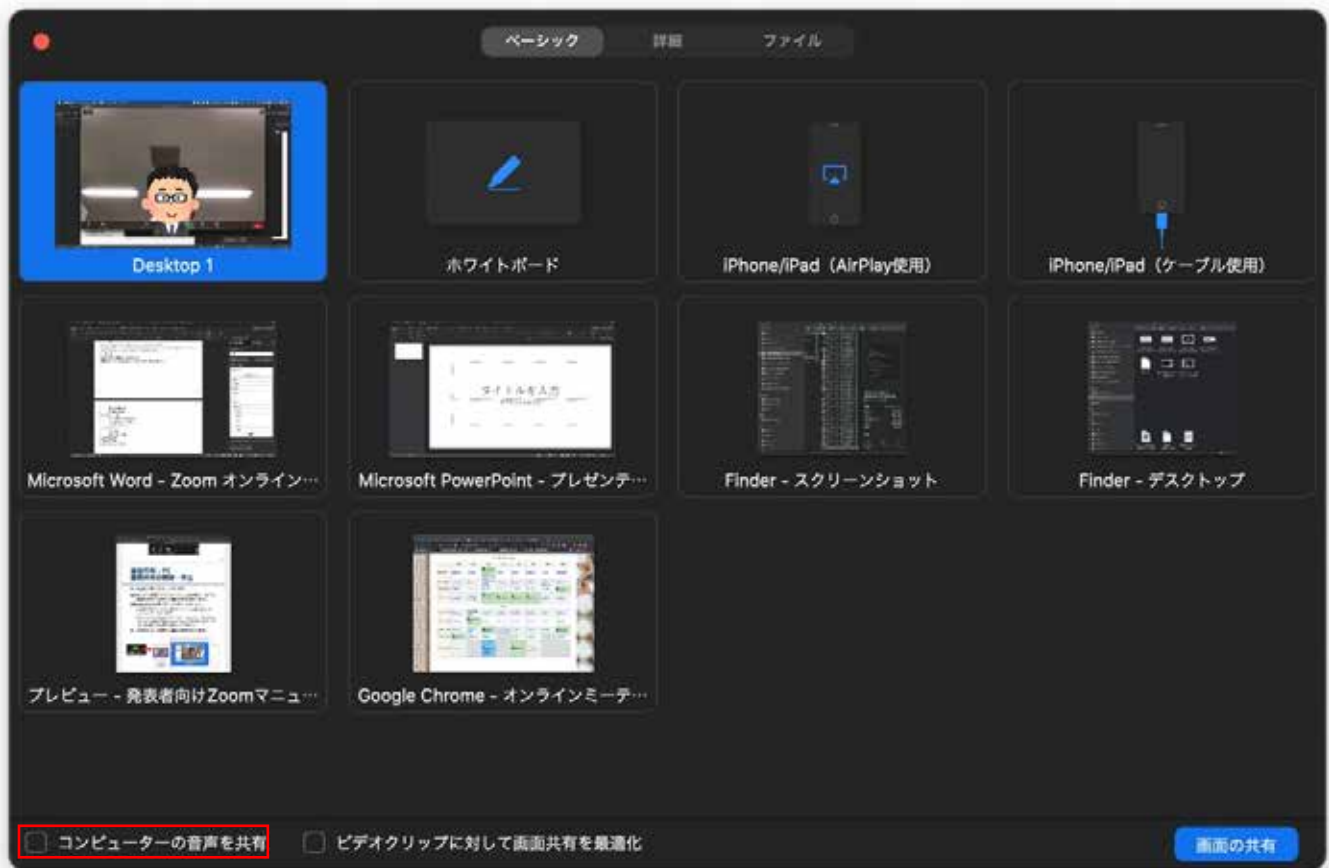 ベーシック
詳細
ファイル
Desktop 1
ホワイトボード
iPhone/iPad（AirPlay使用）
iPhone/iPad（ケーブル使用）
タイトルを入力
Microsoft Word - Zoom オンライン…
Microsoft PowerPoint - プレゼンテ…
Finder - スクリーンショット
Finder - デスクトップ
プレビュー - 発表者向けZoomマニュ…
Google Chrome - オンラインミーテ…
コンピューターの音声を共有
ビデオクリップに対して画面共有を最適化
画面の共有